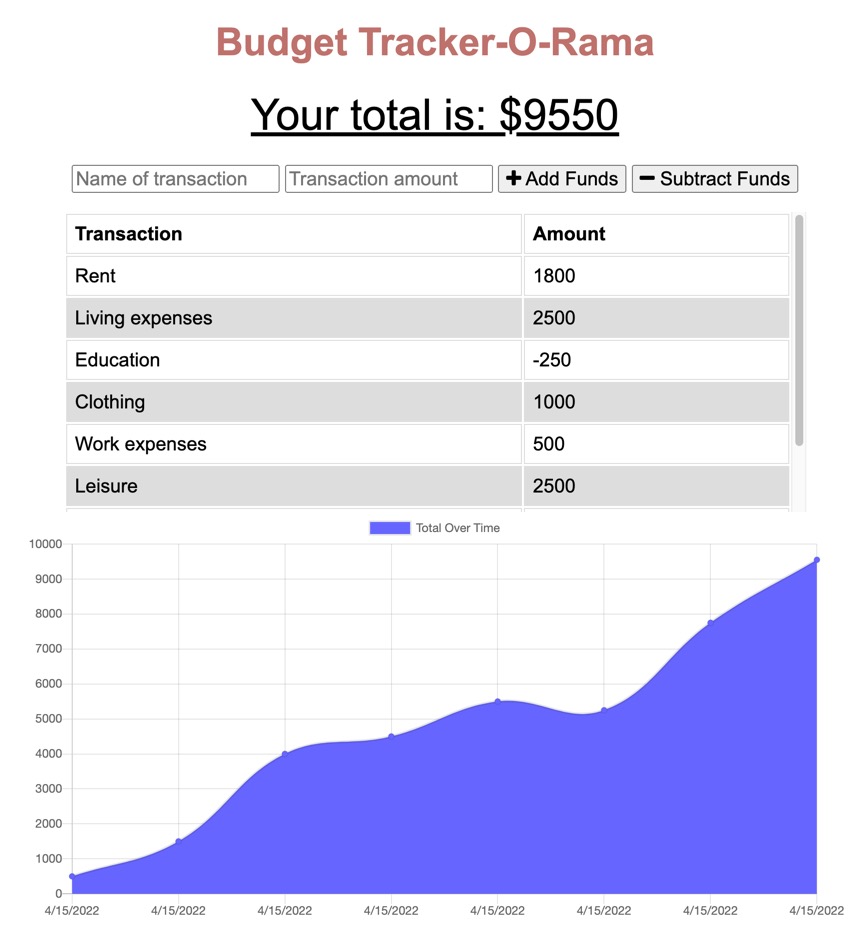 Budget Tracker-O-Rama
Your total is: $9550
Name of transaction Transaction amount + Add Funds − Subtract Funds
Transaction Amount
Rent 1800
Living expenses 2500
Education -250
Clothing 1000
Work expenses 500
Leisure 2500
Total Over Time
10000
9000
8000
7000
6000
5000
4000
3000
2000
1000
0
4/15/2022 4/15/2022 4/15/2022 4/15/2022 4/15/2022 4/15/2022 4/15/2022 4/15/2022